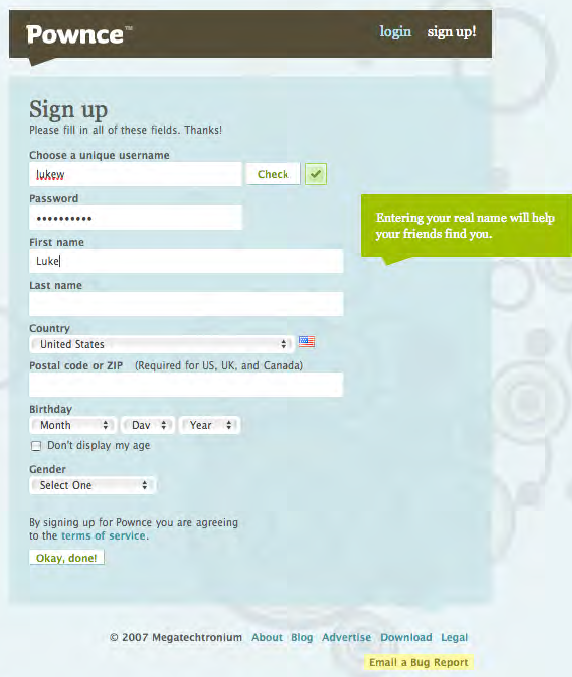 Pownce™
login sign up!
Sign up
Please fill in all of these fields. Thanks!
Choose a unique username
lukew Check
Password
••••••••••
Entering your real name will help
your friends find you.
First name
Luke
Last name
Country
United States
Postal code or ZIP (Required for US, UK, and Canada)
Birthday
Month Day Year
Don't display my age
Gender
Select One
By signing up for Pownce you are agreeing
to the terms of service.
Okay, done!
© 2007 Megatechtronium About Blog Advertise Download Legal
Email a Bug Report